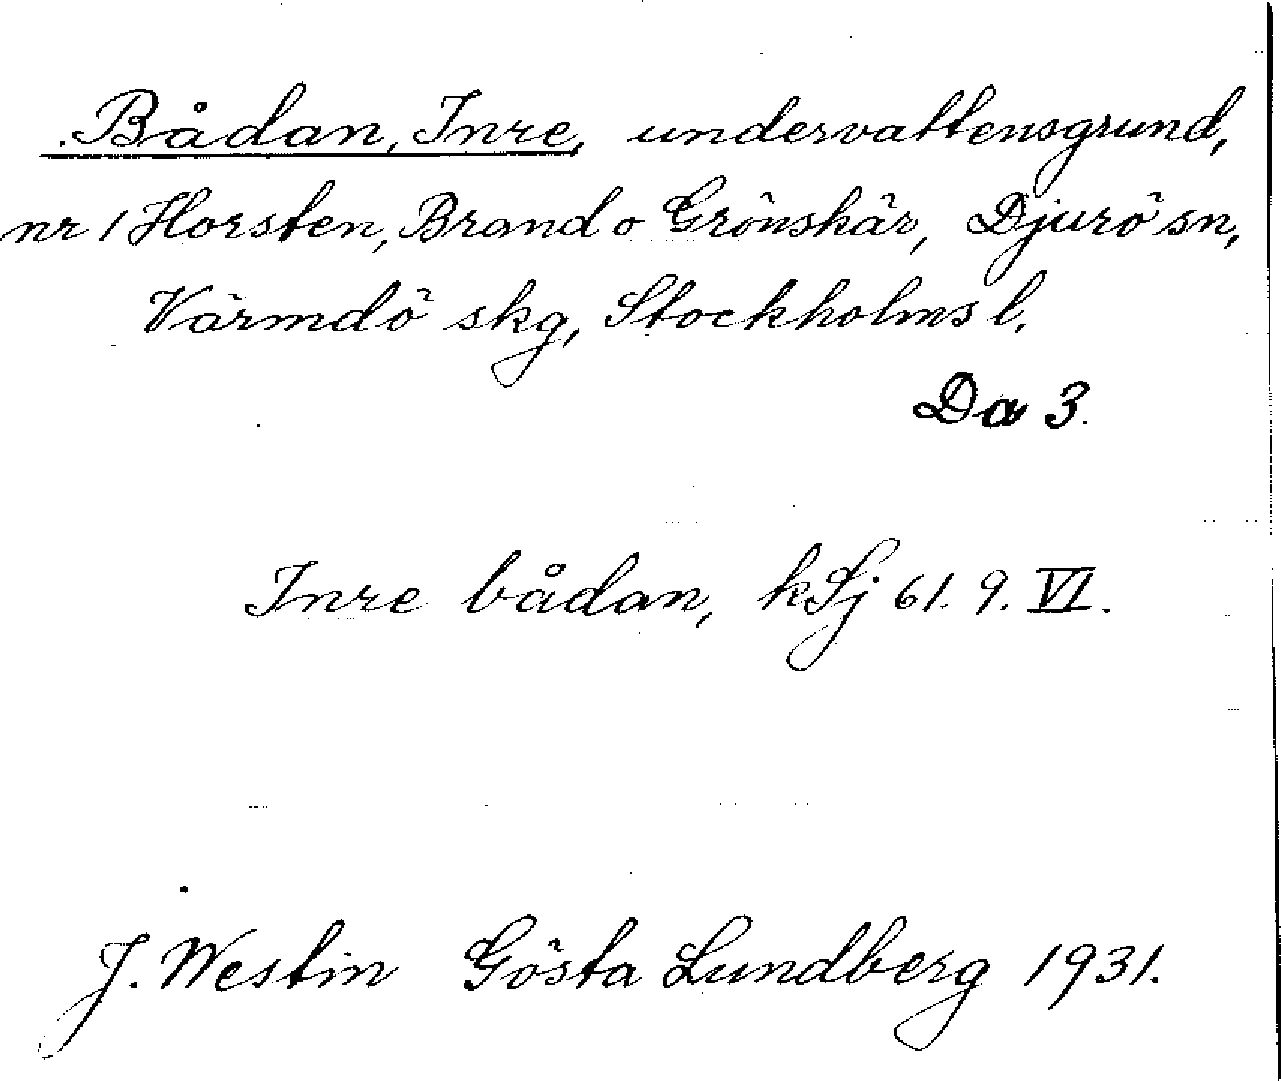 Bådan, Inre, undervattensgrund,
nr 1 Horsten, Brand o Grönskär, Djurö sn,
Värmdö skg, Stockholms l.
Da 3.
Inre bådan, kSj 61. 9. VI.
J. Westin Gösta Lundberg 1931.